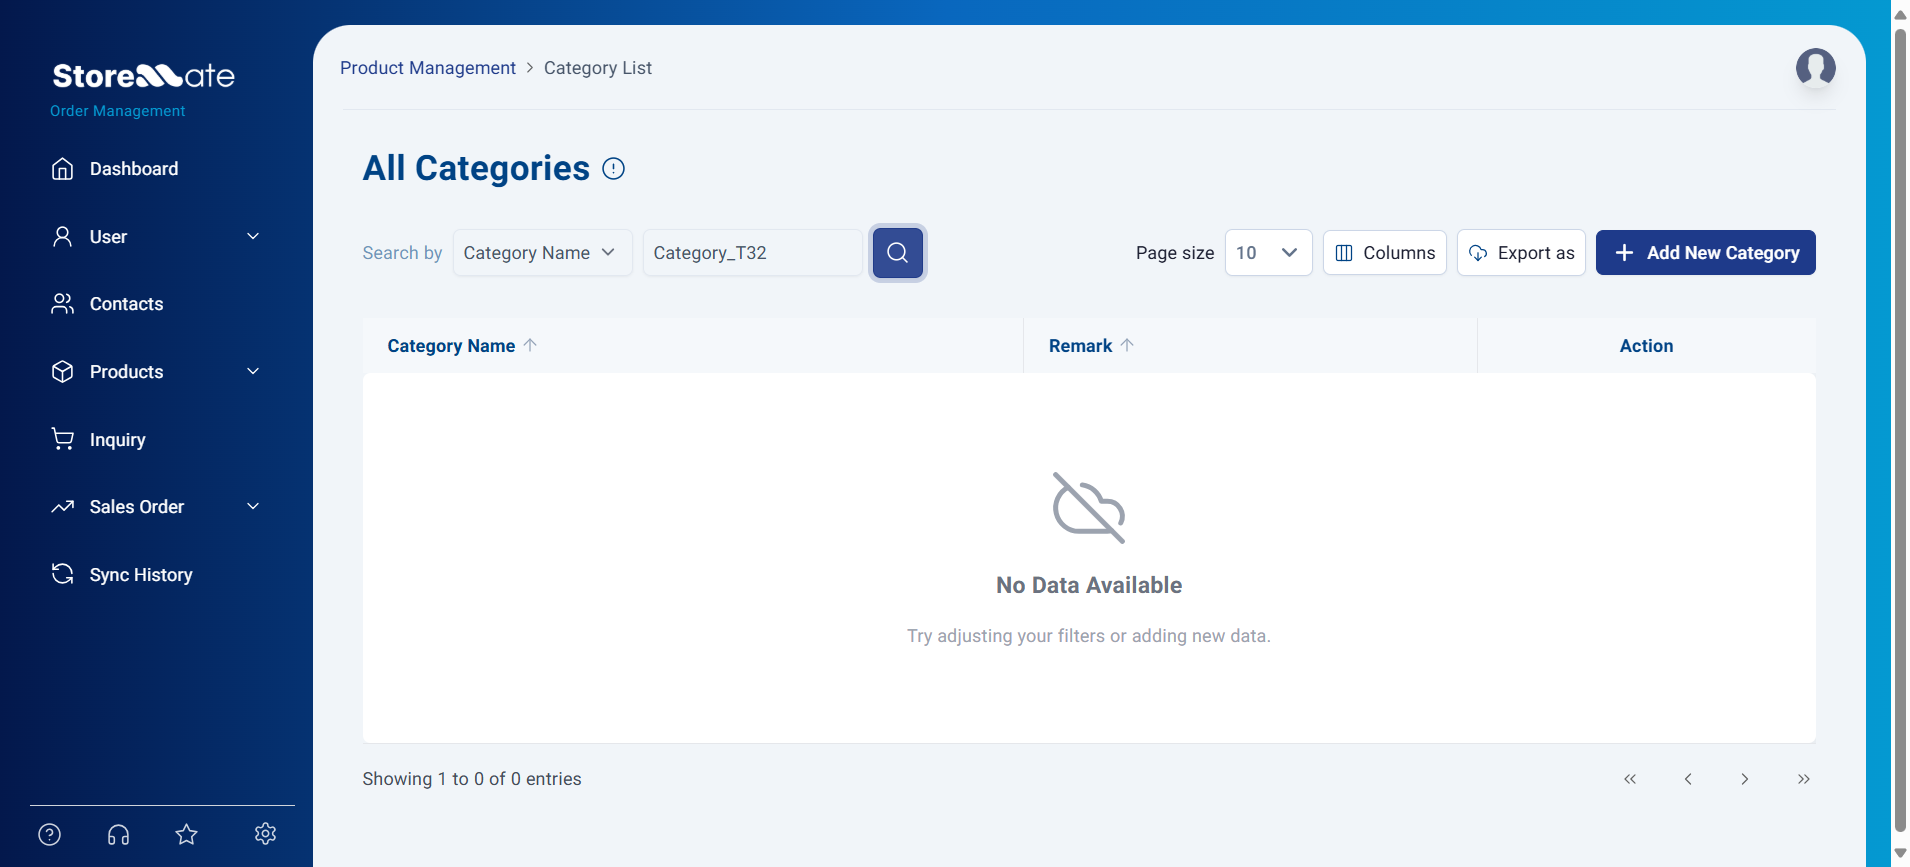 StoreMate
Order Management
Dashboard
User
Contacts
Products
Inquiry
Sales Order
Sync History
Product Management > Category List
All Categories
Search by Category Name Category_T32 Page size 10 Columns Export as Add New Category
Category Name Remark Action
No Data Available
Try adjusting your filters or adding new data.
Showing 1 to 0 of 0 entries